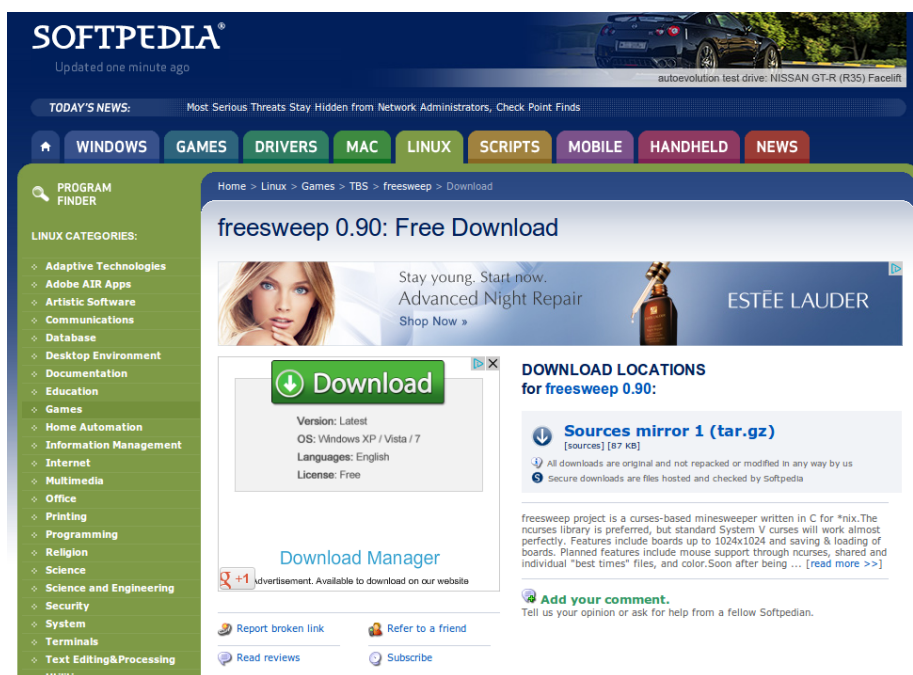 SOFTPEDIA®
Updated one minute ago
autoevolution test drive: NISSAN GT-R (R35) Facelift
TODAY'S NEWS: Most Serious Threats Stay Hidden from Network Administrators, Check Point Finds
WINDOWS GAMES DRIVERS MAC LINUX SCRIPTS MOBILE HANDHELD NEWS
PROGRAM
FINDER
LINUX CATEGORIES:
Adaptive Technologies
Adobe AIR Apps
Artistic Software
Communications
Database
Desktop Environment
Documentation
Education
Games
Home Automation
Information Management
Internet
Multimedia
Office
Printing
Programming
Religion
Science
Science and Engineering
Security
System
Terminals
Text Editing&Processing
Home > Linux > Games > TBS > freesweep > Download
freesweep 0.90: Free Download
Stay young. Start now.
Advanced Night Repair
Shop Now »
ESTĒE LAUDER
Download
Version: Latest
OS: Windows XP / Vista / 7
Languages: English
License: Free
Download Manager
g +1
Advertisement. Available to download on our website
Report broken link
Refer to a friend
Read reviews
Subscribe
DOWNLOAD LOCATIONS
for freesweep 0.90:
Sources mirror 1 (tar.gz)
[sources] [87 KB]
All downloads are original and not repacked or modified in any way by us
Secure downloads are files hosted and checked by Softpedia
freesweep project is a curses-based minesweeper written in C for *nix.The
ncurses library is preferred, but standard System V curses will work almost
perfectly. Features include boards up to 1024x1024 and saving & loading of
boards. Planned features include mouse support through ncurses, shared and
individual "best times" files, and color.Soon after being ... [read more >>]
Add your comment.
Tell us your opinion or ask for help from a fellow Softpedian.